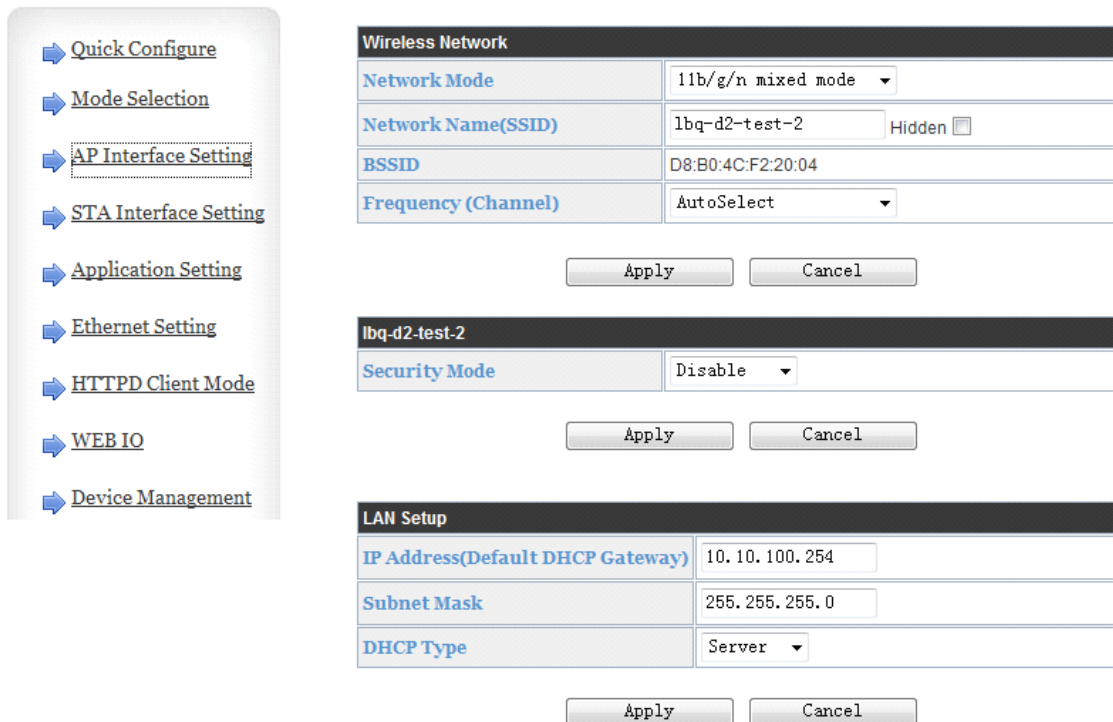 Quick Configure
Mode Selection
AP Interface Setting
STA Interface Setting
Application Setting
Ethernet Setting
HTTPD Client Mode
WEB IO
Device Management
Wireless Network
Network Mode 11b/g/n mixed mode
Network Name(SSID) lbq-d2-test-2 Hidden
BSSID D8:B0:4C:F2:20:04
Frequency (Channel) AutoSelect
Apply Cancel
lbq-d2-test-2
Security Mode Disable
Apply Cancel
LAN Setup
IP Address(Default DHCP Gateway) 10.10.100.254
Subnet Mask 255.255.255.0
DHCP Type Server
Apply Cancel